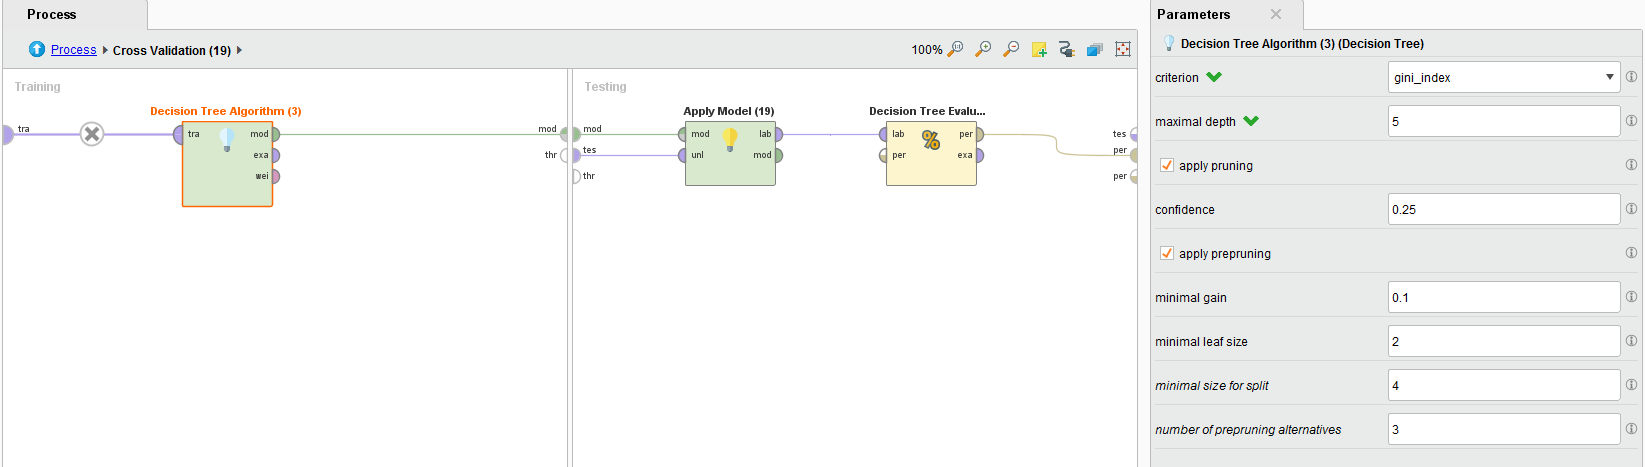 Process
Process
Cross Validation (19)
100%
Training
Decision Tree Algorithm (3)
tra
tra
mod
exa
wei
mod
thr
Testing
mod
tes
thr
Apply Model (19)
mod
lab
unl
mod
Decision Tree Evalu...
lab
per
per
exa
%
tes
per
per
Parameters
Decision Tree Algorithm (3) (Decision Tree)
criterion
gini_index
maximal depth
5
apply pruning
confidence
0.25
apply prepruning
minimal gain
0.1
minimal leaf size
2
minimal size for split
4
number of prepruning alternatives
3